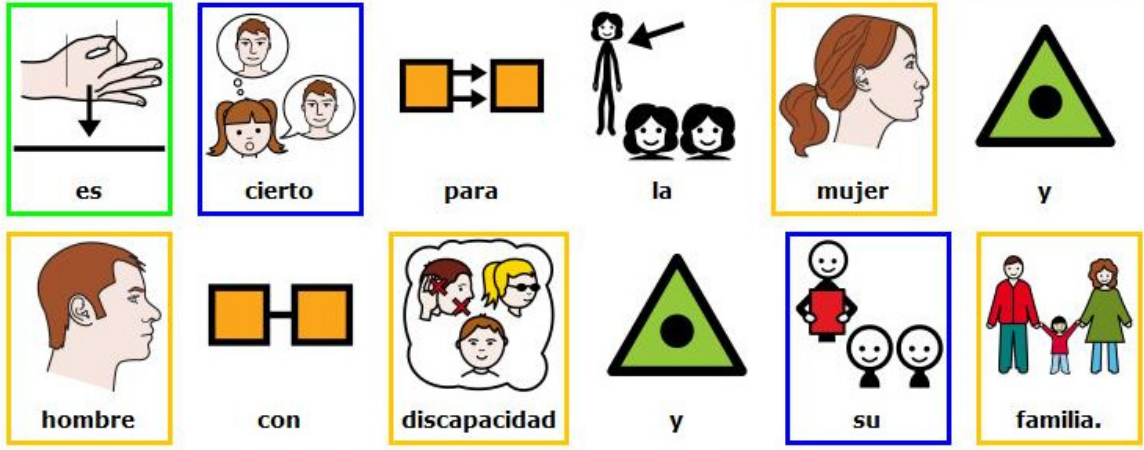 es cierto para la mujer y
hombre con discapacidad y su familia.